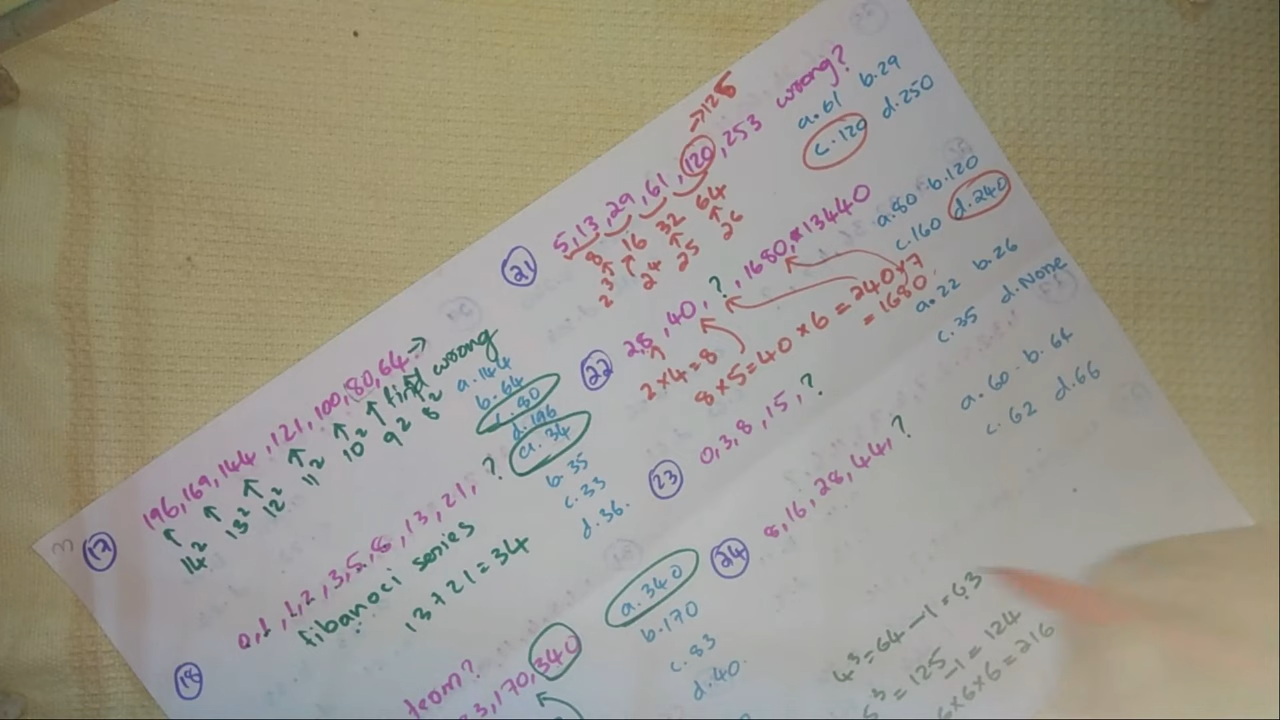 17 196,169,144,121,100,80,64→
find wrong
14² 13² 12² 11² 10² 9² 8²
a.144
b.64
c.80
d.196
18 0,1,1,2,3,5,8,13,21,?
fibanoci series
13+21=34
a.34
b.35
c.33
d.36.
term?
3,170,340
a.340
b.170
c.83
d.40.
21 5,13,29,61,120,253 wrong?
→125
8 16 32 64
2³ 2⁴ 2⁵ 2⁶
a.61 b.29
c.120 d.250
22 2,8,40,?,1680,*13440
2×4=8
8×5=40×6=240×7
=1680
a.80 b.120
c.160 d.240
23 0,3,8,15,?
a.22 b.26
c.35 d.None
24 8,16,28,44,?
a.60. b.64
c.62 d.66
4³=64-1=63
5³=125
-1=124
6×6×6=216